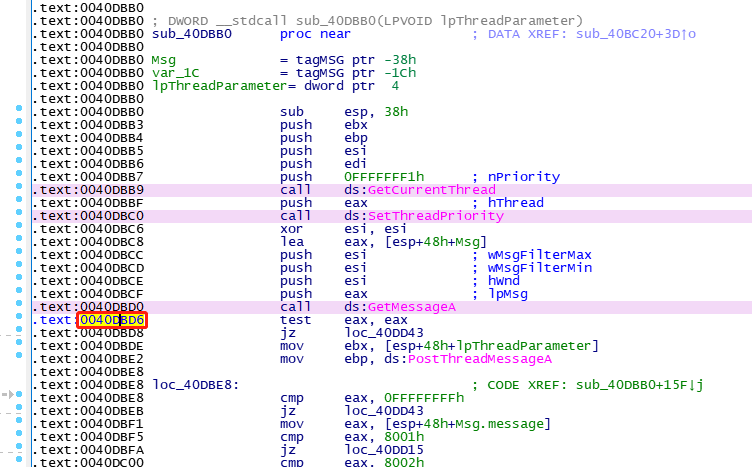 .text:0040DBB0
.text:0040DBB0 ; DWORD __stdcall sub_40DBB0(LPVOID lpThreadParameter)
.text:0040DBB0 sub_40DBB0 proc near ; DATA XREF: sub_40BC20+3D↑o
.text:0040DBB0
.text:0040DBB0 Msg = tagMSG ptr -38h
.text:0040DBB0 var_1C = tagMSG ptr -1Ch
.text:0040DBB0 lpThreadParameter= dword ptr 4
.text:0040DBB0
.text:0040DBB0 sub esp, 38h
.text:0040DBB3 push ebx
.text:0040DBB4 push ebp
.text:0040DBB5 push esi
.text:0040DBB6 push edi
.text:0040DBB7 push 0FFFFFFF1h ; nPriority
.text:0040DBB9 call ds:GetCurrentThread
.text:0040DBBF push eax ; hThread
.text:0040DBC0 call ds:SetThreadPriority
.text:0040DBC6 xor esi, esi
.text:0040DBC8 lea eax, [esp+48h+Msg]
.text:0040DBCC push esi ; wMsgFilterMax
.text:0040DBCD push esi ; wMsgFilterMin
.text:0040DBCE push esi ; hWnd
.text:0040DBCF push eax ; lpMsg
.text:0040DBD0 call ds:GetMessageA
.text:0040DBD6 test eax, eax
.text:0040DBD8 jz loc_40DD43
.text:0040DBDE mov ebx, [esp+48h+lpThreadParameter]
.text:0040DBE2 mov ebp, ds:PostThreadMessageA
.text:0040DBE8
.text:0040DBE8 loc_40DBE8: ; CODE XREF: sub_40DBB0+15F↓j
.text:0040DBE8 cmp eax, 0FFFFFFFFh
.text:0040DBEB jz loc_40DD43
.text:0040DBF1 mov eax, [esp+48h+Msg.message]
.text:0040DBF5 cmp eax, 8001h
.text:0040DBFA jz loc_40DD15
.text:0040DC00 cmp eax, 8002h